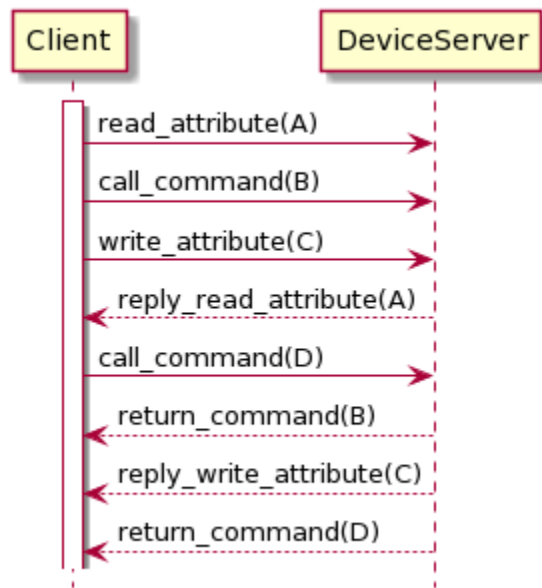 Client
DeviceServer
read_attribute(A)
call_command(B)
write_attribute(C)
reply_read_attribute(A)
call_command(D)
return_command(B)
reply_write_attribute(C)
return_command(D)